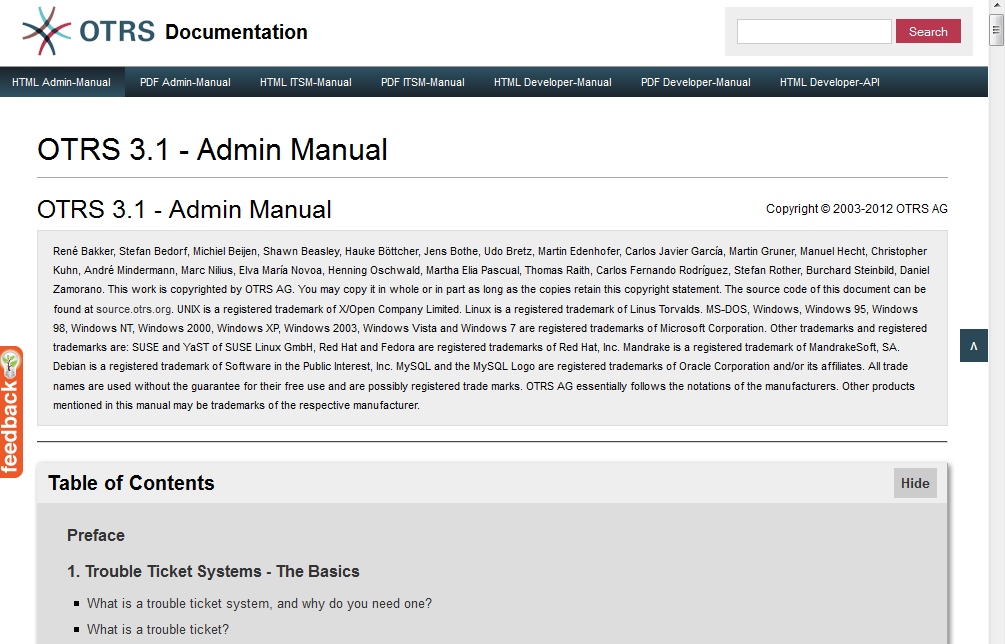 OTRS Documentation
Search
HTML Admin-Manual PDF Admin-Manual HTML ITSM-Manual PDF ITSM-Manual HTML Developer-Manual PDF Developer-Manual HTML Developer-API
OTRS 3.1 - Admin Manual
OTRS 3.1 - Admin Manual
Copyright © 2003-2012 OTRS AG
René Bakker, Stefan Bedorf, Michiel Beijen, Shawn Beasley, Hauke Böttcher, Jens Bothe, Udo Bretz, Martin Edenhofer, Carlos Javier García, Martin Gruner, Manuel Hecht, Christopher
Kuhn, André Mindermann, Marc Nilius, Elva María Novoa, Henning Oschwald, Martha Elia Pascual, Thomas Raith, Carlos Fernando Rodríguez, Stefan Rother, Burchard Steinbild, Daniel
Zamorano. This work is copyrighted by OTRS AG. You may copy it in whole or in part as long as the copies retain this copyright statement. The source code of this document can be
found at source.otrs.org. UNIX is a registered trademark of X/Open Company Limited. Linux is a registered trademark of Linus Torvalds. MS-DOS, Windows, Windows 95, Windows
98, Windows NT, Windows 2000, Windows XP, Windows 2003, Windows Vista and Windows 7 are registered trademarks of Microsoft Corporation. Other trademarks and registered
trademarks are: SUSE and YaST of SUSE Linux GmbH, Red Hat and Fedora are registered trademarks of Red Hat, Inc. Mandrake is a registered trademark of MandrakeSoft, SA.
Debian is a registered trademark of Software in the Public Interest, Inc. MySQL and the MySQL Logo are registered trademarks of Oracle Corporation and/or its affiliates. All trade
names are used without the guarantee for their free use and are possibly registered trade marks. OTRS AG essentially follows the notations of the manufacturers. Other products
mentioned in this manual may be trademarks of the respective manufacturer.
feedback
Table of Contents
Hide
Preface
1. Trouble Ticket Systems - The Basics
What is a trouble ticket system, and why do you need one?
What is a trouble ticket?